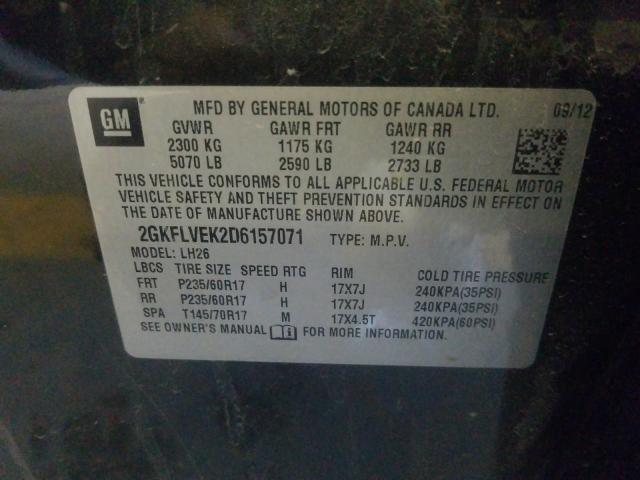 GM
MFD BY GENERAL MOTORS OF CANADA LTD. 09/12
GVWR GAWR FRT GAWR RR
2300 KG 1175 KG 1240 KG
5070 LB 2590 LB 2733 LB
THIS VEHICLE CONFORMS TO ALL APPLICABLE U.S. FEDERAL MOTOR
VEHICLE SAFETY AND THEFT PREVENTION STANDARDS IN EFFECT ON
THE DATE OF MANUFACTURE SHOWN ABOVE.
2GKFLVEK2D6157071 TYPE: M.P.V.
MODEL: LH26
LBCS TIRE SIZE SPEED RTG RIM COLD TIRE PRESSURE
FRT P235/60R17 H 17X7J 240KPA(35PSI)
RR P235/60R17 H 17X7J 240KPA(35PSI)
SPA T145/70R17 M 17X4.5T 420KPA(60PSI)
SEE OWNER'S MANUAL FOR MORE INFORMATION.